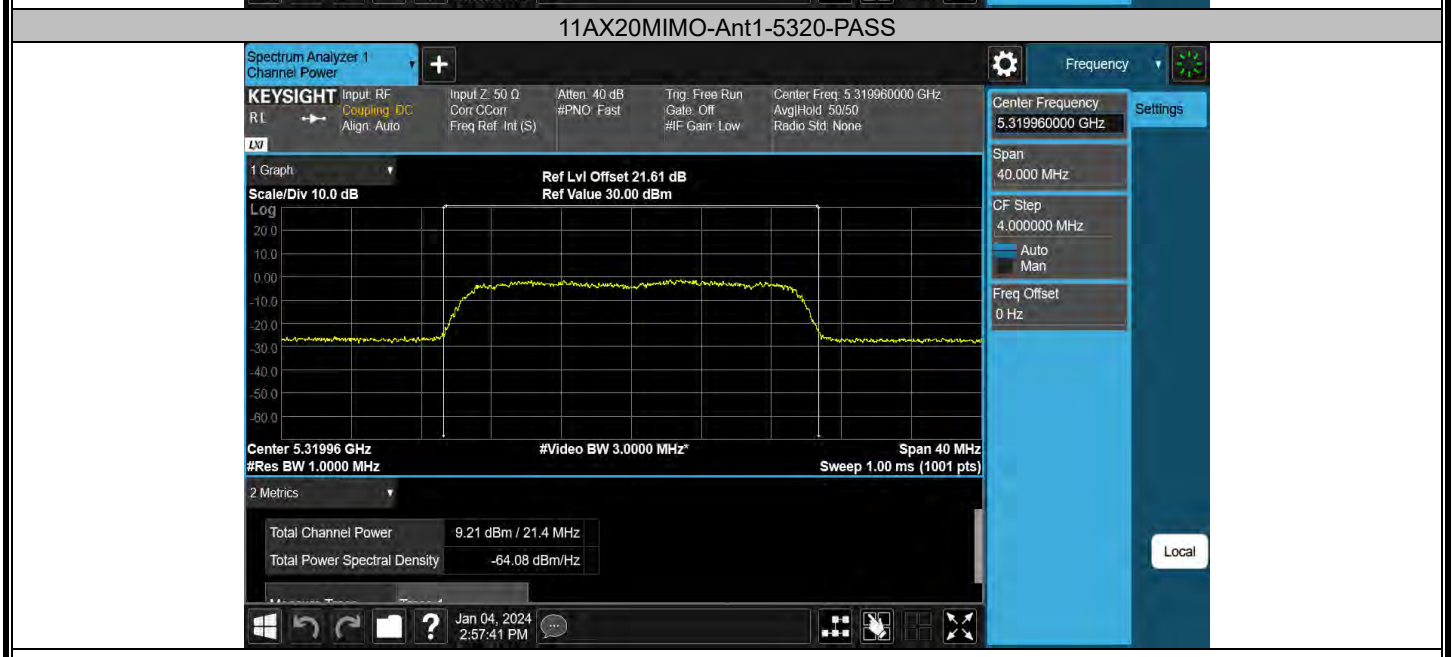 11AX20MIMO-Ant1-5320-PASS
Spectrum Analyzer 1
Channel Power
+
Frequency
KEYSIGHT
RL
LXI
Input: RF
Coupling: DC
Align: Auto
Input Z: 50 Ω
Corr CCorr
Freq Ref: Int (S)
Atten: 40 dB
#PNO: Fast
Trig: Free Run
Gate: Off
#IF Gain: Low
Center Freq: 5.319960000 GHz
Avg|Hold: 50/50
Radio Std: None
Center Frequency
5.319960000 GHz
Settings
Span
40.000 MHz
CF Step
4.000000 MHz
Auto
Man
Freq Offset
0 Hz
1 Graph
Scale/Div 10.0 dB
Ref Lvl Offset 21.61 dB
Ref Value 30.00 dBm
Log
20.0
10.0
0.00
-10.0
-20.0
-30.0
-40.0
-50.0
-60.0
Center 5.31996 GHz
#Res BW 1.0000 MHz
#Video BW 3.0000 MHz*
Span 40 MHz
Sweep 1.00 ms (1001 pts)
2 Metrics
Total Channel Power 9.21 dBm / 21.4 MHz
Total Power Spectral Density -64.08 dBm/Hz
Local
?
Jan 04, 2024
2:57:41 PM